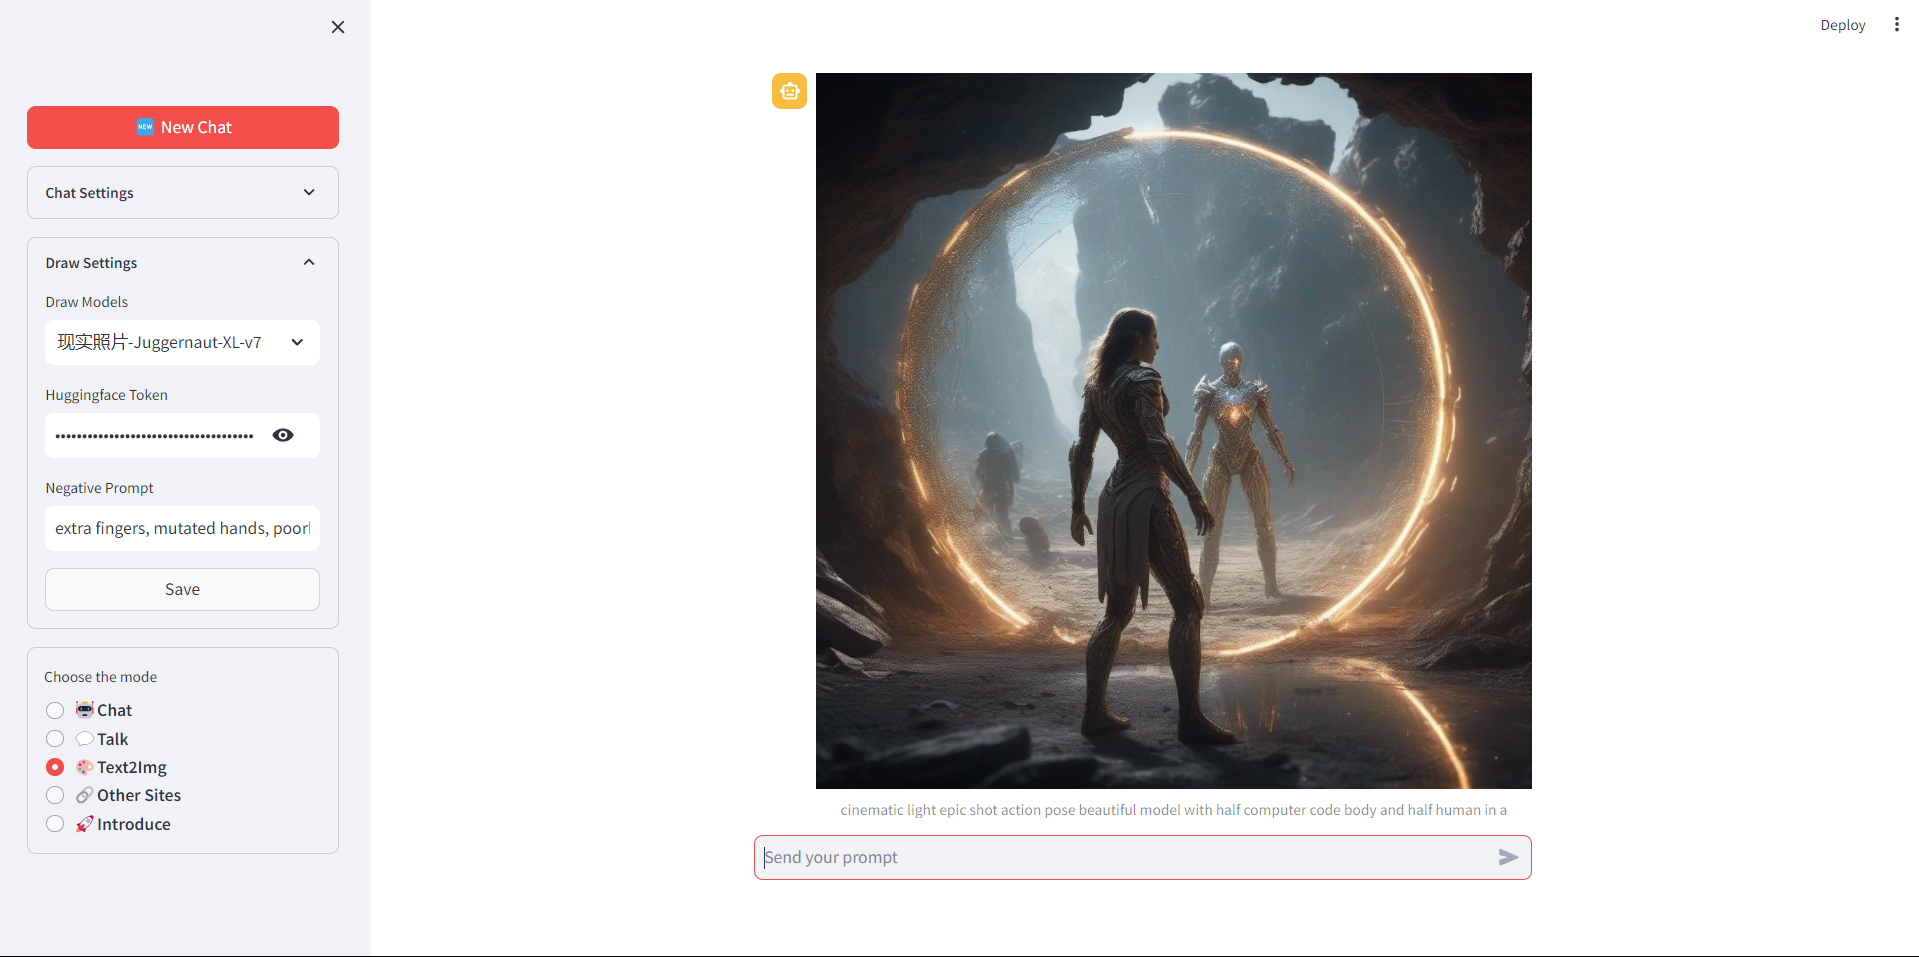 Deploy
NEW New Chat
Chat Settings
Draw Settings
Draw Models
现实照片-Juggernaut-XL-v7
Huggingface Token
Negative Prompt
extra fingers, mutated hands, poorl
Save
Choose the mode
Chat
Talk
Text2Img
Other Sites
Introduce
cinematic light epic shot action pose beautiful model with half computer code body and half human in a
Send your prompt